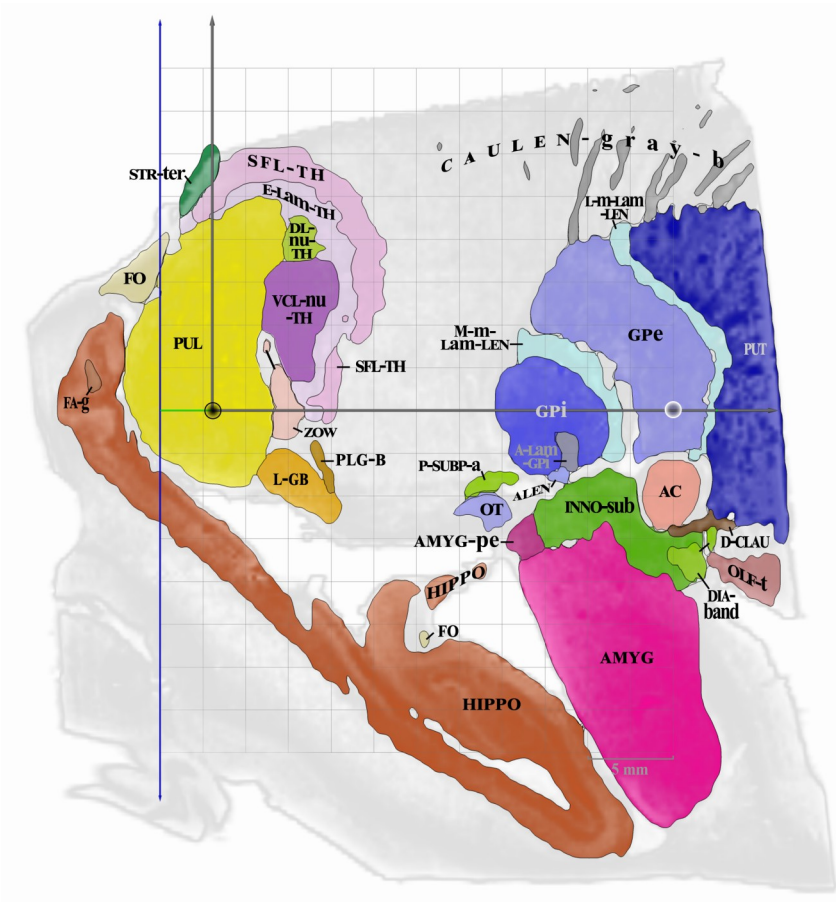 CAULEN-gray-b
SFL-TH
STR-ter
E-Lam-TH
L-m-Lam
-LEN
DL-
nu-
TH
FO
VCL-nu
-TH
GPe
M-m-
Lam-LEN
PUL
PUT
SFL-TH
FA-g
GPi
ZOW
A-Lam
-GPi
PLG-B
P-SUBP-a
L-GB
ALEN
AC
OT
INNO-sub
AMYG-pe
D-CLAU
OLF-t
HIPPO
DIA-
band
FO
AMYG
HIPPO
5 mm